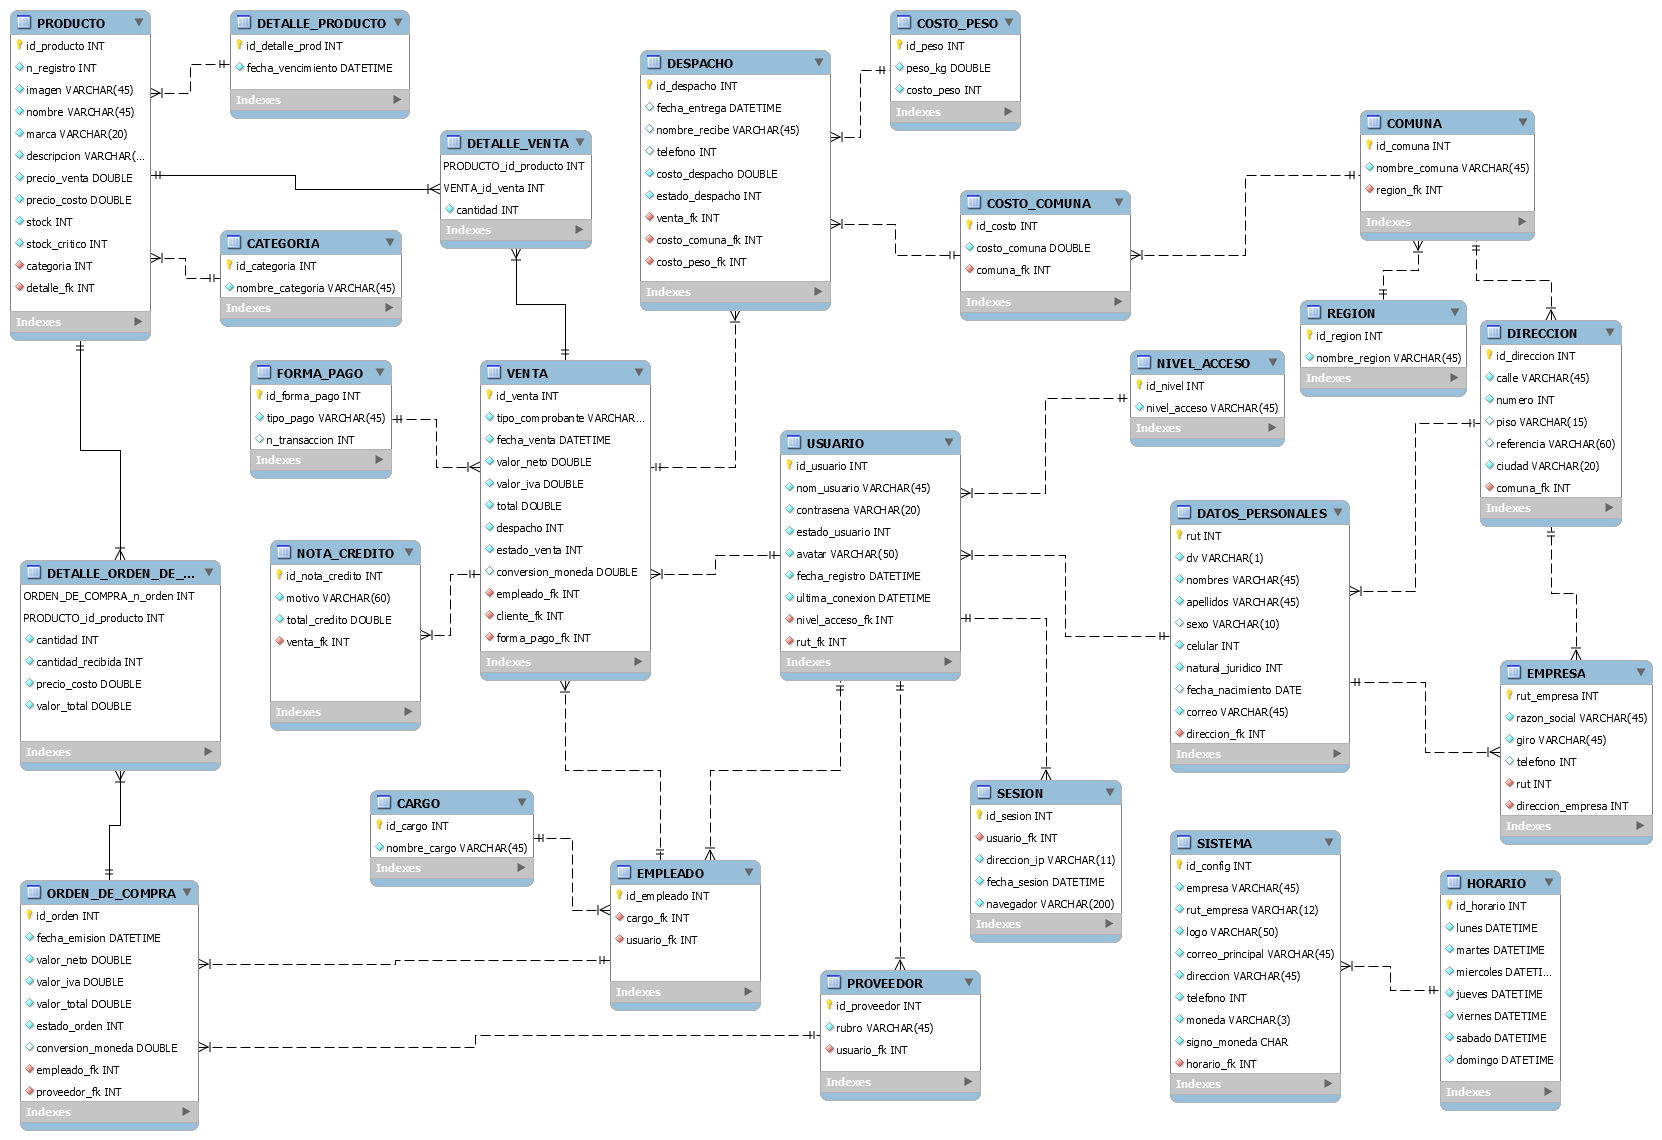 PRODUCTO
id_producto INT
n_registro INT
imagen VARCHAR(45)
nombre VARCHAR(45)
marca VARCHAR(20)
descripcion VARCHAR(...
precio_venta DOUBLE
precio_costo DOUBLE
stock INT
stock_critico INT
categoria INT
detalle_fk INT
Indexes
DETALLE_PRODUCTO
id_detalle_prod INT
fecha_vencimiento DATETIME
Indexes
DETALLE_VENTA
PRODUCTO_id_producto INT
VENTA_id_venta INT
cantidad INT
Indexes
CATEGORIA
id_categoria INT
nombre_categoria VARCHAR(45)
Indexes
DESPACHO
id_despacho INT
fecha_entrega DATETIME
nombre_recibe VARCHAR(45)
telefono INT
costo_despacho DOUBLE
estado_despacho INT
venta_fk INT
costo_comuna_fk INT
costo_peso_fk INT
Indexes
COSTO_PESO
id_peso INT
peso_kg DOUBLE
costo_peso INT
Indexes
COSTO_COMUNA
id_costo INT
costo_comuna DOUBLE
comuna_fk INT
Indexes
COMUNA
id_comuna INT
nombre_comuna VARCHAR(45)
region_fk INT
Indexes
REGION
id_region INT
nombre_region VARCHAR(45)
Indexes
DIRECCION
id_direccion INT
calle VARCHAR(45)
numero INT
piso VARCHAR(15)
referencia VARCHAR(60)
ciudad VARCHAR(20)
comuna_fk INT
Indexes
FORMA_PAGO
id_forma_pago INT
tipo_pago VARCHAR(45)
n_transaccion INT
Indexes
VENTA
id_venta INT
tipo_comprobante VARCHAR...
fecha_venta DATETIME
valor_neto DOUBLE
valor_iva DOUBLE
total DOUBLE
despacho INT
estado_venta INT
conversion_moneda DOUBLE
empleado_fk INT
cliente_fk INT
forma_pago_fk INT
Indexes
NIVEL_ACCESO
id_nivel INT
nivel_acceso VARCHAR(45)
Indexes
USUARIO
id_usuario INT
nom_usuario VARCHAR(45)
contrasena VARCHAR(20)
estado_usuario INT
avatar VARCHAR(50)
fecha_registro DATETIME
ultima_conexion DATETIME
nivel_acceso_fk INT
rut_fk INT
Indexes
DATOS_PERSONALES
rut INT
dv VARCHAR(1)
nombres VARCHAR(45)
apellidos VARCHAR(45)
sexo VARCHAR(10)
celular INT
natural_juridico INT
fecha_nacimiento DATE
correo VARCHAR(45)
direccion_fk INT
Indexes
NOTA_CREDITO
id_nota_credito INT
motivo VARCHAR(60)
total_credito DOUBLE
venta_fk INT
Indexes
DETALLE_ORDEN_DE_...
ORDEN_DE_COMPRA_n_orden INT
PRODUCTO_id_producto INT
cantidad INT
cantidad_recibida INT
precio_costo DOUBLE
valor_total DOUBLE
Indexes
EMPRESA
rut_empresa INT
razon_social VARCHAR(45)
giro VARCHAR(45)
telefono INT
rut INT
direccion_empresa INT
Indexes
CARGO
id_cargo INT
nombre_cargo VARCHAR(45)
Indexes
EMPLEADO
id_empleado INT
cargo_fk INT
usuario_fk INT
Indexes
SESION
id_sesion INT
usuario_fk INT
direccion_ip VARCHAR(11)
fecha_sesion DATETIME
navegador VARCHAR(200)
Indexes
SISTEMA
id_config INT
empresa VARCHAR(45)
rut_empresa VARCHAR(12)
logo VARCHAR(50)
correo_principal VARCHAR(45)
direccion VARCHAR(45)
telefono INT
moneda VARCHAR(3)
signo_moneda CHAR
horario_fk INT
Indexes
HORARIO
id_horario INT
lunes DATETIME
martes DATETIME
miercoles DATETI...
jueves DATETIME
viernes DATETIME
sabado DATETIME
domingo DATETIME
Indexes
ORDEN_DE_COMPRA
id_orden INT
fecha_emision DATETIME
valor_neto DOUBLE
valor_iva DOUBLE
valor_total DOUBLE
estado_orden INT
conversion_moneda DOUBLE
empleado_fk INT
proveedor_fk INT
Indexes
PROVEEDOR
id_proveedor INT
rubro VARCHAR(45)
usuario_fk INT
Indexes